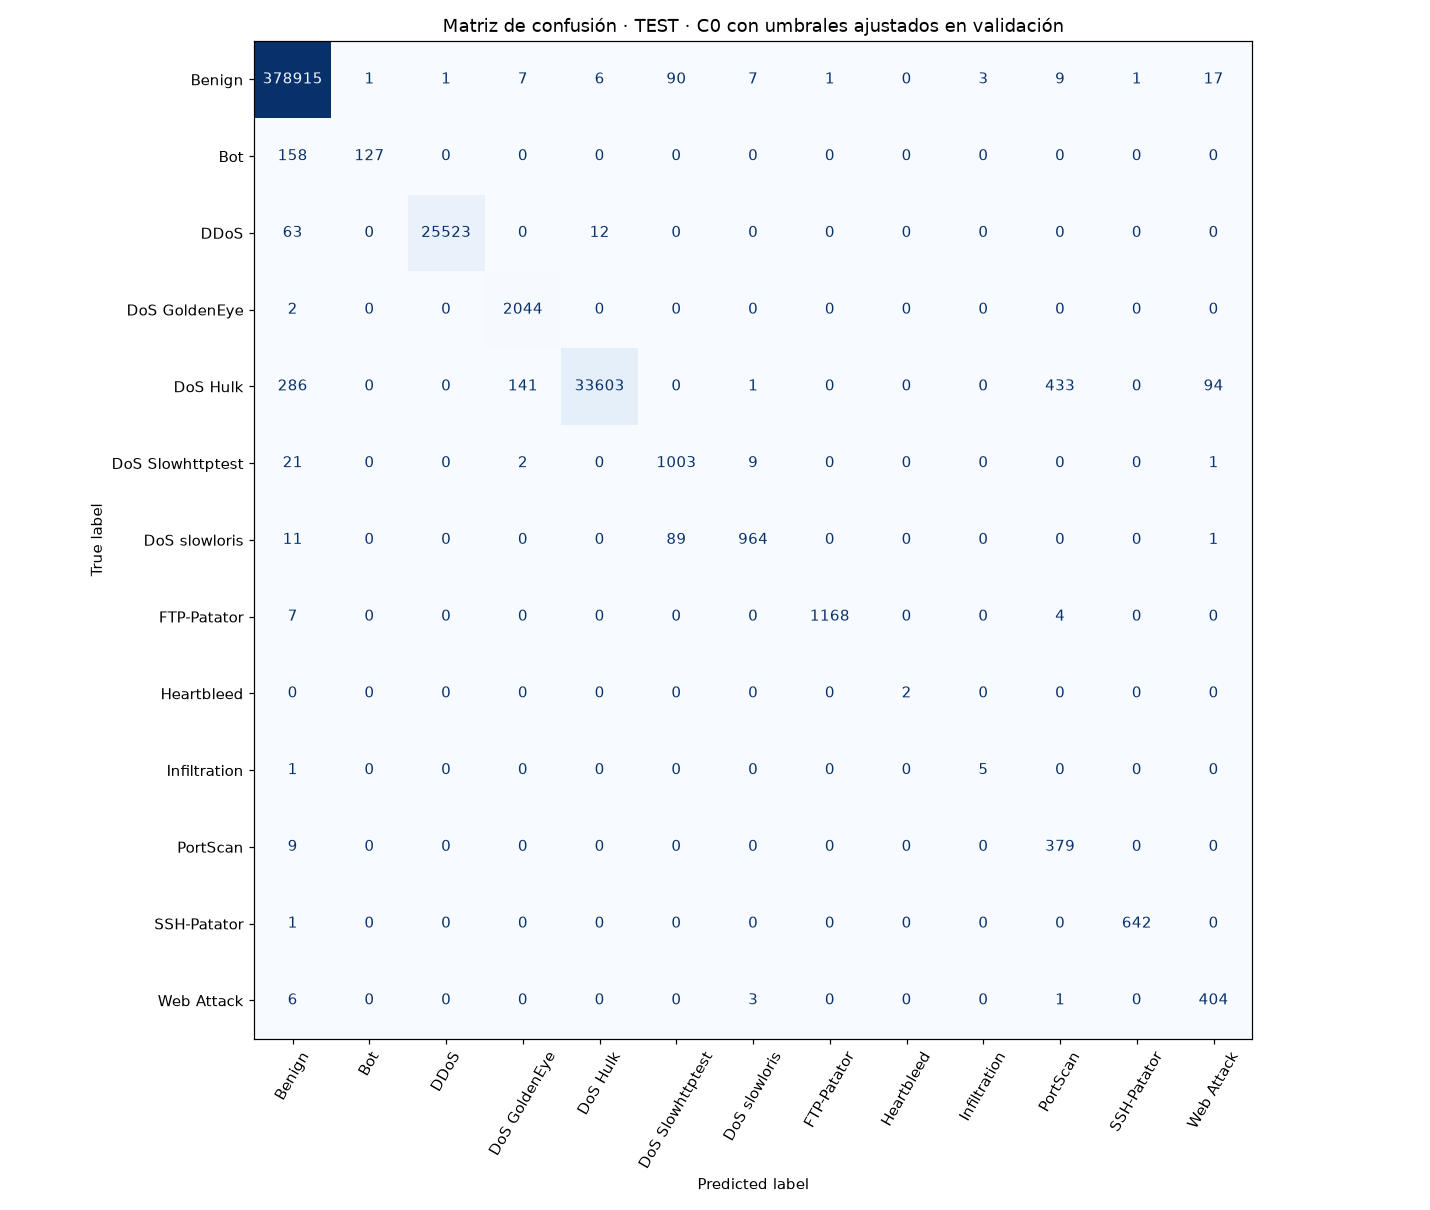 Matriz de confusión · TEST · C0 con umbrales ajustados en validación
True label
Benign 378915 1 1 7 6 90 7 1 0 3 9 1 17
Bot 158 127 0 0 0 0 0 0 0 0 0 0 0
DDoS 63 0 25523 0 12 0 0 0 0 0 0 0 0
DoS GoldenEye 2 0 0 2044 0 0 0 0 0 0 0 0 0
DoS Hulk 286 0 0 141 33603 0 1 0 0 0 433 0 94
DoS Slowhttptest 21 0 0 2 0 1003 9 0 0 0 0 0 1
DoS slowloris 11 0 0 0 0 89 964 0 0 0 0 0 1
FTP-Patator 7 0 0 0 0 0 0 1168 0 0 4 0 0
Heartbleed 0 0 0 0 0 0 0 0 2 0 0 0 0
Infiltration 1 0 0 0 0 0 0 0 0 5 0 0 0
PortScan 9 0 0 0 0 0 0 0 0 0 379 0 0
SSH-Patator 1 0 0 0 0 0 0 0 0 0 0 642 0
Web Attack 6 0 0 0 0 0 3 0 0 0 1 0 404
Benign Bot DDoS DoS GoldenEye DoS Hulk DoS Slowhttptest DoS slowloris FTP-Patator Heartbleed Infiltration PortScan SSH-Patator Web Attack
Predicted label